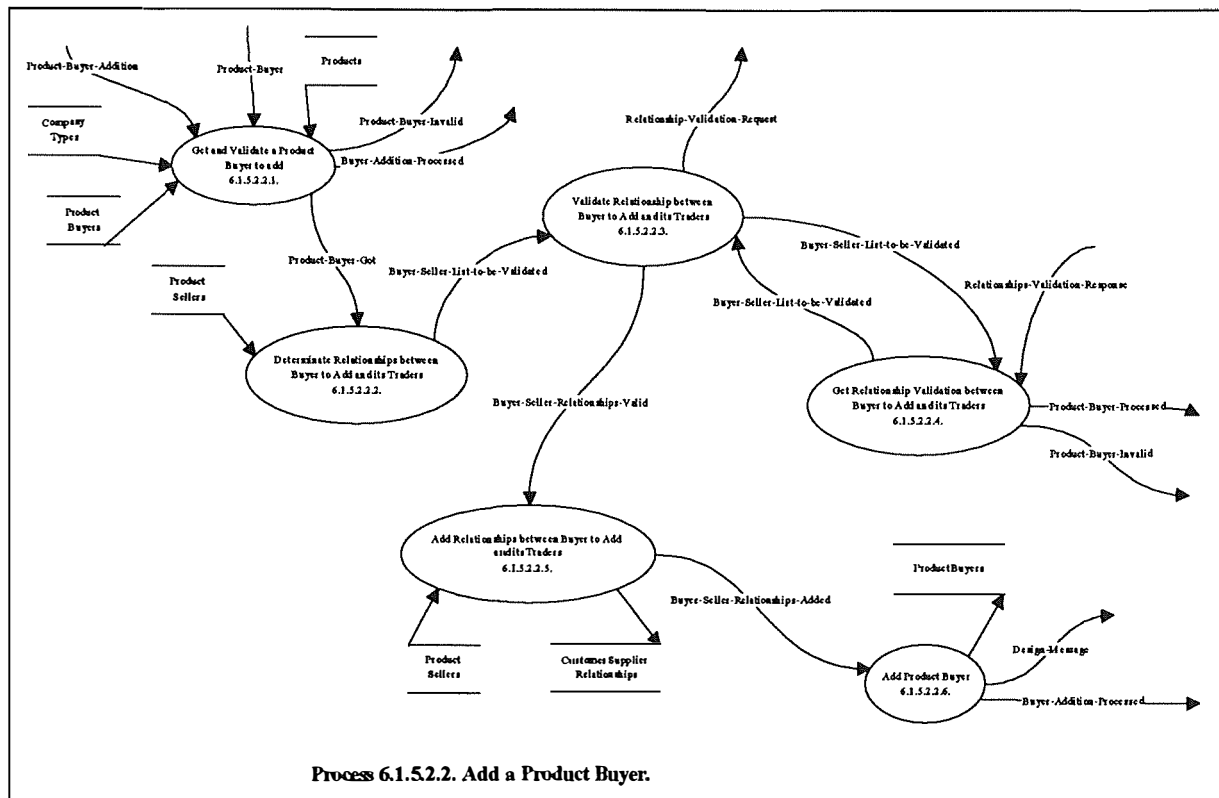 Product-Buyer-Addition
Product-Buyer
Products
Company
Types
Product-Buyer-Invalid
Buyer-Addition-Processed
Get and Validate a Product
Buyer to add
6.1.5.2.2.1.
Product
Buyers
Product-Buyer-Got
Relationship-Validation-Request
Validate Relationship between
Buyer to Add and its Traders
6.1.5.2.2.3.
Buyer-Seller-List-to-be-Validated
Product
Sellers
Buyer-Seller-List-to-be-Validated
Relationships-Validation-Response
Buyer-Seller-List-to-be-Validated
Determinate Relationships between
Buyer to Add and its Traders
6.1.5.2.2.2.
Get Relationship Validation between
Buyer to Add and its Traders
6.1.5.2.2.4.
Product-Buyer-Processed
Product-Buyer-Invalid
Buyer-Seller-Relationships-Valid
Add Relationships between Buyer to Add
and its Traders
6.1.5.2.2.5.
Product Buyers
Buyer-Seller-Relationships-Added
Product
Sellers
Customer Supplier
Relationships
Design-Message
Add Product Buyer
6.1.5.2.2.6.
Buyer-Addition-Processed
Process 6.1.5.2.2. Add a Product Buyer.